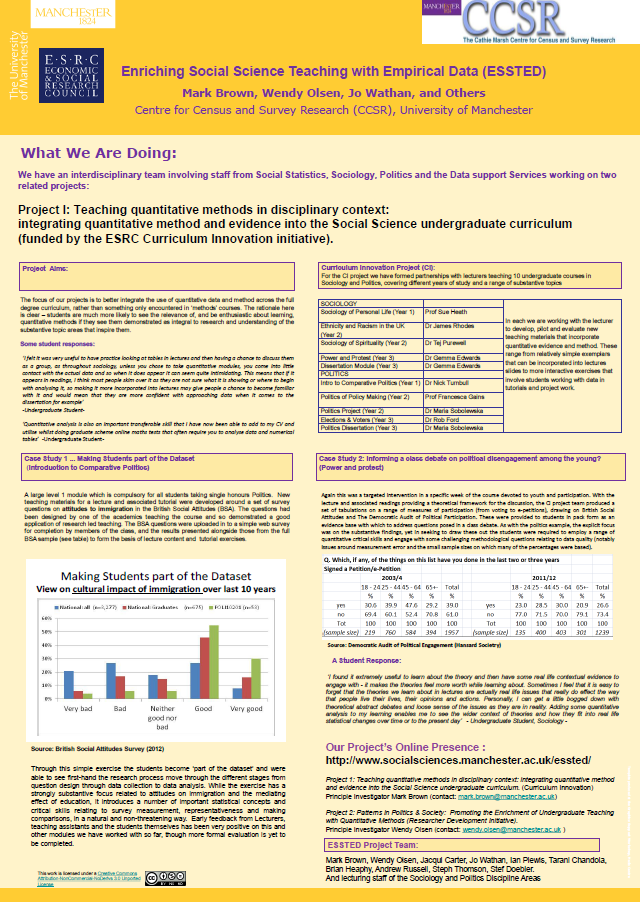 MANCHESTER
1824
The University
of Manchester
E·S·R·C
ECONOMIC
& SOCIAL
RESEARCH
COUNCIL
MANCHESTER
1824
CCSR
The Cathie Marsh Centre for Census and Survey Research
Enriching Social Science Teaching with Empirical Data (ESSTED)
Mark Brown, Wendy Olsen, Jo Wathan, and Others
Centre for Census and Survey Research (CCSR), University of Manchester
What We Are Doing:
We have an interdisciplinary team involving staff from Social Statistics, Sociology, Politics and the Data support Services working on two
related projects:
Project I: Teaching quantitative methods in disciplinary context:
integrating quantitative method and evidence into the Social Science undergraduate curriculum
(funded by the ESRC Curriculum Innovation initiative).
Project Aims:
The focus of our projects is to better integrate the use of quantitative data and method across the full
degree curriculum, rather than something only encountered in 'methods' courses. The rationale here
is clear – students are much more likely to see the relevance of, and be enthusiastic about learning,
quantitative methods if they see them demonstrated as integral to research and understanding of the
substantive topic areas that inspire them.
Some student responses:
'I felt it was very useful to have practice looking at tables in lectures and then having a chance to discuss them
as a group, as throughout sociology, unless you chose to take quantitative modules, you come into little
contact with the actual data and so when it does appear it can seem quite intimidating. This means that if it
appears in readings, I think most people skim over it as they are not sure what it is showing or where to begin
with analysing it, so making it more incorporated into lectures may give people a chance to become familiar
with it and would mean that they are more confident with approaching data when it comes to the
dissertation for example'
-Undergraduate Student-
'Quantitative analysis is also an important transferable skill that I have now been able to add to my CV and
utilise whilst doing graduate scheme online maths tests that often require you to analyse data and numerical
tables' -Undergraduate Student-
Case Study 1 ... Making Students part of the Dataset
(Introduction to Comparative Politics)
A large level 1 module which is compulsory for all students taking single honours Politics. New
teaching materials for a lecture and associated tutorial were developed around a set of survey
questions on attitudes to immigration in the British Social Attitudes (BSA). The questions had
been designed by one of the academics teaching the course and so demonstrated a good
application of research led teaching. The BSA questions were uploaded in to a simple web survey
for completion by members of the class, and the results presented alongside those from the full
BSA sample (see table) to form the basis of lecture content and tutorial exercises.
Making Students part of the Dataset
View on cultural impact of immigration over last 10 years
National: all (n=3,277) National: Graduates (n=675) POLI10201 (n=53)
60%
50%
40%
30%
20%
10%
0%
Very bad Bad Neither good nor bad Good Very good
Source: British Social Attitudes Survey (2012)
Through this simple exercise the students become 'part of the dataset' and were
able to see first-hand the research process move through the different stages from
question design through data collection to data analysis. While the exercise has a
strongly substantive focus related to attitudes on immigration and the mediating
effect of education, it introduces a number of important statistical concepts and
critical skills relating to survey measurement, representativeness and making
comparisons, in a natural and non-threatening way. Early feedback from Lecturers,
teaching assistants and the students themselves has been very positive on this and
other modules we have worked with so far, though more formal evaluation is yet to
be completed.
This work is licensed under a Creative Commons
Attribution-NonCommercial-NoDerivs 3.0 Unported
License
Curriculum Innovation Project (CI):
For the CI project we have formed partnerships with lecturers teaching 10 undergraduate courses in
Sociology and Politics, covering different years of study and a range of substantive topics
SOCIOLOGY
Sociology of Personal Life (Year 1) Prof Sue Heath
Ethnicity and Racism in the UK (Year 2) Dr James Rhodes
Sociology of Spirituality (Year 2) Dr Tej Purewell
Power and Protest (Year 3) Dr Gemma Edwards
Dissertation Module (Year 3) Dr Gemma Edwards
POLITICS
Intro to Comparative Politics (Year 1) Dr Nick Turnbull
Politics of Policy Making (Year 2) Prof Francesca Gains
Politics Project (Year 2) Dr Maria Sobolewska
Elections & Voters (Year 3) Dr Rob Ford
Politics Dissertation (Year 3) Dr Maria Sobolewska
In each we are working with the lecturer
to develop, pilot and evaluate new
teaching materials that incorporate
quantitative evidence and method. These
range from relatively simple exemplars
that can be incorporated into lectures
slides to more interactive exercises that
involve students working with data in
tutorials and project work.
Case Study 2: Informing a class debate on political disengagement among the young?
(Power and protest)
Again this was a targeted intervention in a specific week of the course devoted to youth and participation. With the
lecture and associated readings providing a theoretical framework for the discussion, the CI project team produced a
set of tabulations on a range of measures of participation (from voting to e-petitions), drawing on British Social
Attitudes and The Democratic Audit of Political Participation. These were provided to students in pack form as an
evidence base with which to address questions posed in a class debate. As with the politics example, the explicit focus
was on the substantive findings, yet in seeking to draw these out the students were required to employ a range of
quantitative critical skills and engage with some challenging methodological questions relating to data quality (notably
issues around measurement error and the small sample sizes on which many of the percentages were based).
Q. Which, if any, of the things on this list have you done in the last two or three years
Signed a Petition/e-Petition
2003/4 2011/12
18 - 24 25 - 44 45 - 64 65+- Total 18 - 24 25 - 44 45 - 64 65+- Total
% % % % % % % % % %
yes 30.6 39.9 47.6 29.2 39.0 yes 23.0 28.5 30.0 20.9 26.6
no 69.4 60.1 52.4 70.8 61.0 no 77.0 71.5 70.0 79.1 73.4
Tot 100 100 100 100 100 Tot 100 100 100 100 100
(sample size) 219 760 584 394 1957 (sample size) 135 400 403 301 1239
Source: Democratic Audit of Political Engagement (Hansard Society)
A Student Response:
'I found it extremely useful to learn about the theory and then have some real life contextual evidence to
engage with - it makes the theories feel more worth while learning about. Sometimes I feel that it is easy to
forget that the theories we learn about in lectures are actually real life issues that really do effect the way
that people live their lives, their opinions and actions. Personally, I can get a little bogged down with
theoretical abstract debates and loose sense of the issues as they are in reality. Adding some quantitative
analysis to my learning enables me to see the wider context of theories and how they fit into real life
statistical changes over time or to the present day' - Undergraduate Student, Sociology -
Our Project's Online Presence :
http://www.socialsciences.manchester.ac.uk/essted/
Project 1: Teaching quantitative methods in disciplinary context: integrating quantitative method
and evidence into the Social Science undergraduate curriculum. (Curriculum Innovation)
Principle Investigator Mark Brown (contact: mark.brown@manchester.ac.uk)
Project 2: Patterns in Politics & Society: Promoting the Enrichment of Undergraduate Teaching
with Quantitative Methods (Researcher Development Initiative).
Principle Investigator Wendy Olsen (contact: wendy.olsen@manchester.ac.uk )
ESSTED Project Team:
Mark Brown, Wendy Olsen, Jacqui Carter, Jo Wathan, Ian Plewis, Tarani Chandola,
Brian Heaphy, Andrew Russell, Steph Thomson, Stef Doebler.
And lecturing staff of the Sociology and Politics Discipline Areas